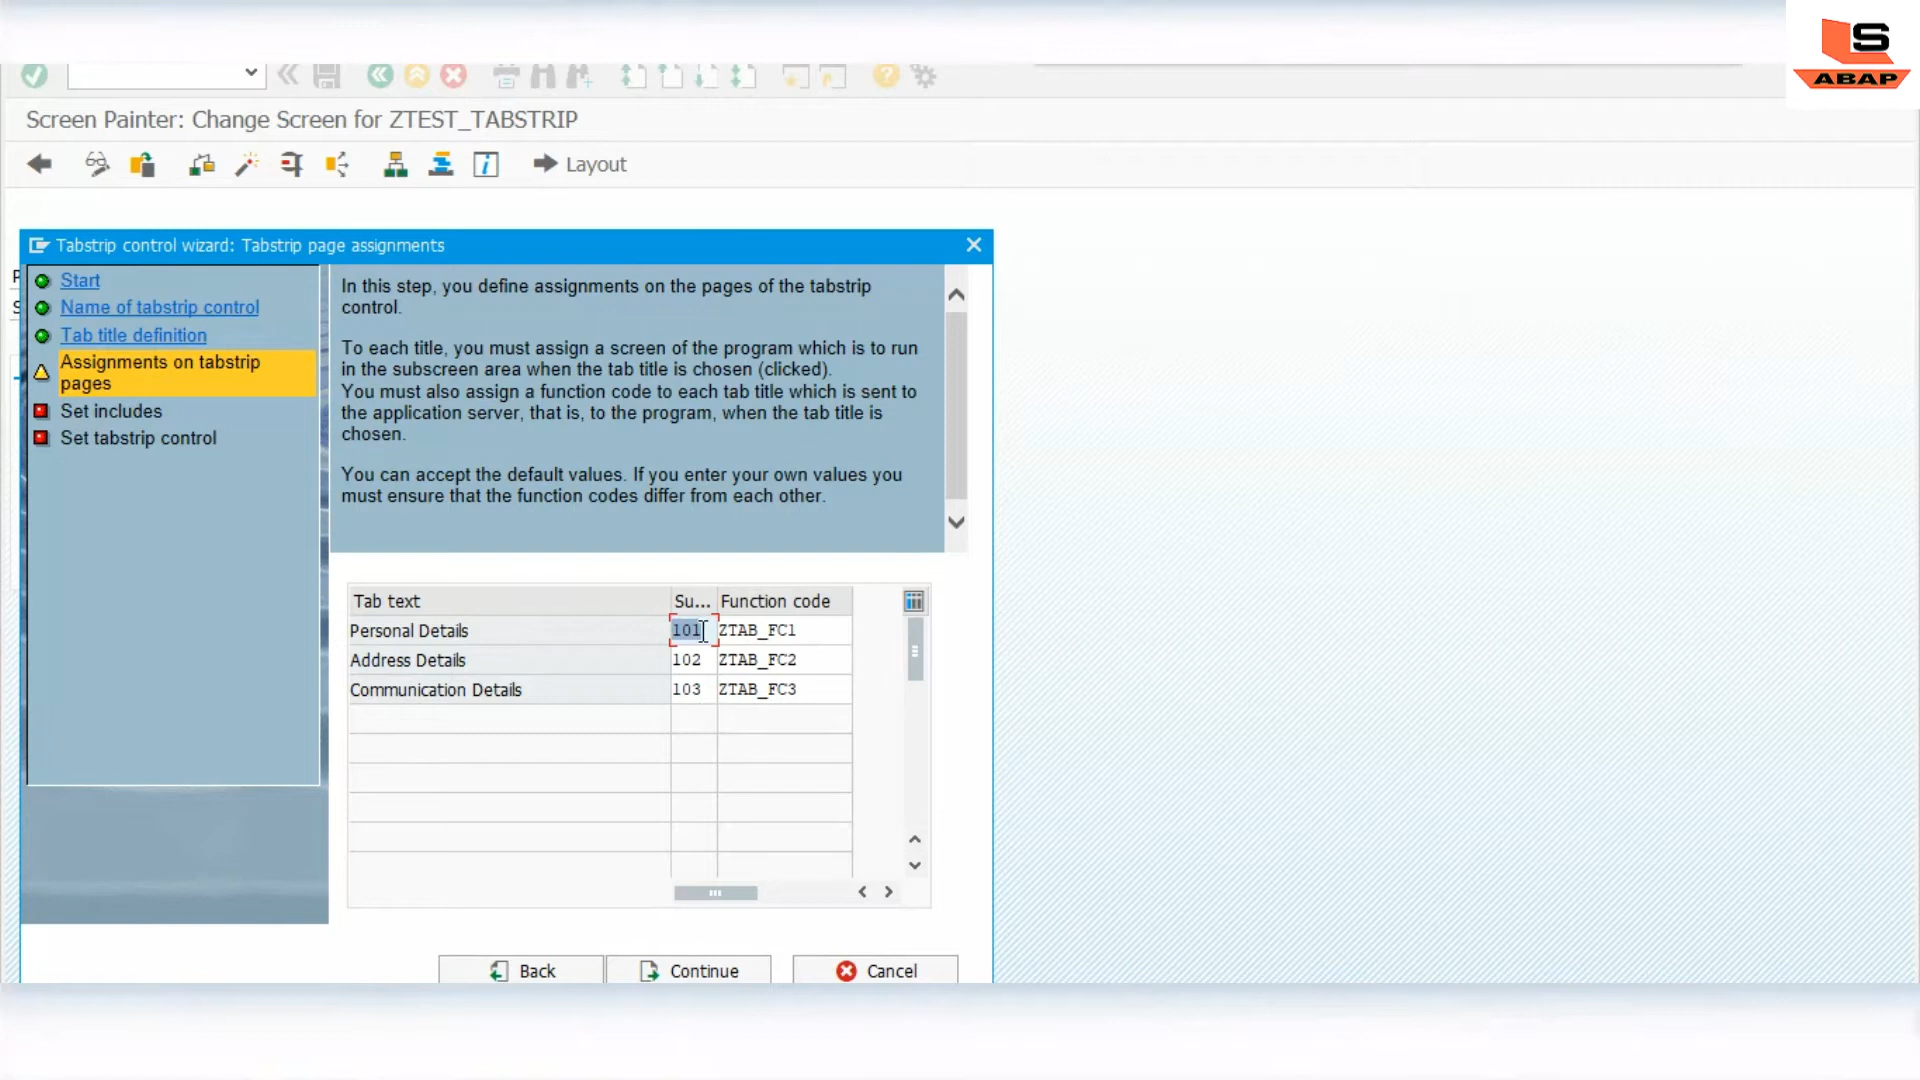 S
ABAP
Screen Painter: Change Screen for ZTEST_TABSTRIP
Layout
Tabstrip control wizard: Tabstrip page assignments
Start
Name of tabstrip control
Tab title definition
Assignments on tabstrip
pages
Set includes
Set tabstrip control
In this step, you define assignments on the pages of the tabstrip
control.
To each title, you must assign a screen of the program which is to run
in the subscreen area when the tab title is chosen (clicked).
You must also assign a function code to each tab title which is sent to
the application server, that is, to the program, when the tab title is
chosen.
You can accept the default values. If you enter your own values you
must ensure that the function codes differ from each other.
Tab text Su... Function code
Personal Details 101 ZTAB_FC1
Address Details 102 ZTAB_FC2
Communication Details 103 ZTAB_FC3
Back Continue Cancel